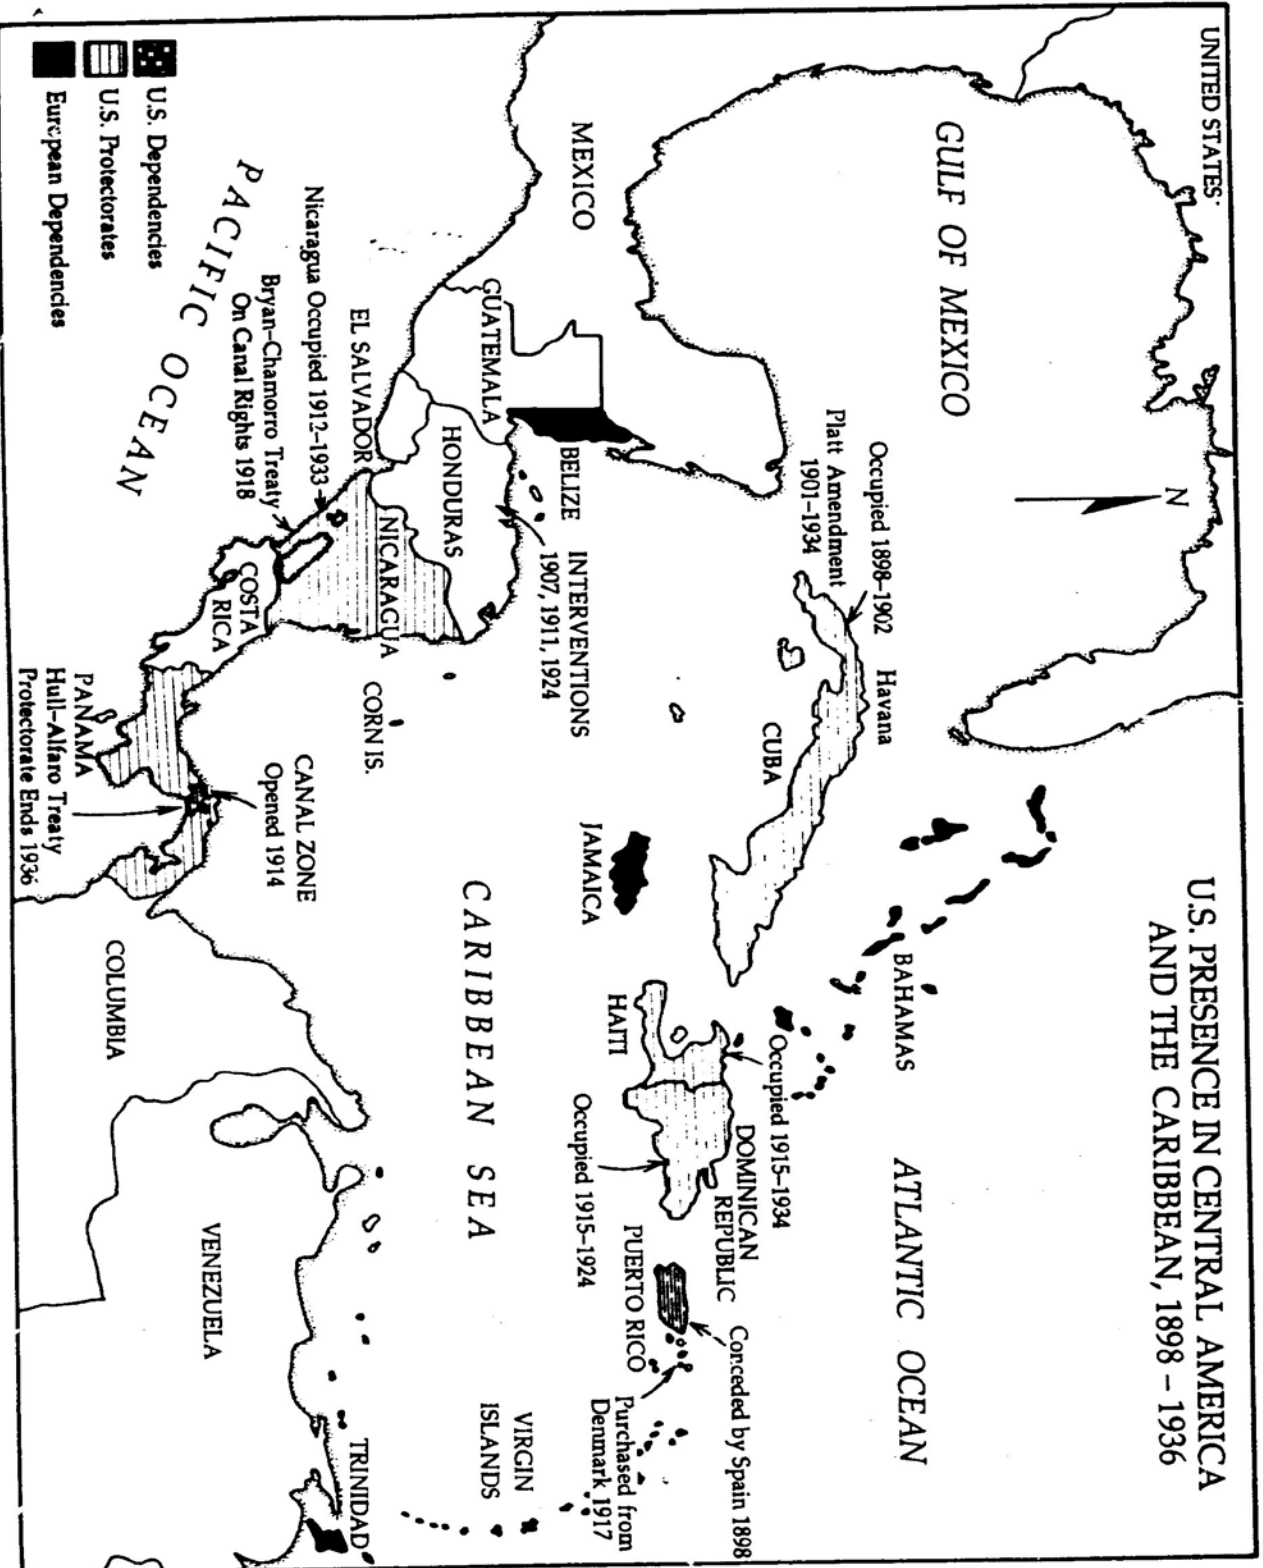 U.S. PRESENCE IN CENTRAL AMERICA
AND THE CARIBBEAN, 1898 – 1936
UNITED STATES
GULF OF MEXICO
N
MEXICO
Occupied 1898–1902
Platt Amendment
1901–1934
Havana
CUBA
BAHAMAS
ATLANTIC OCEAN
GUATEMALA
BELIZE
INTERVENTIONS
1907, 1911, 1924
HONDURAS
EL SALVADOR
NICARAGUA
Nicaragua Occupied 1912–1933
Bryan–Chamorro Treaty
On Canal Rights 1918
COSTA
RICA
CORN IS.
JAMAICA
HAITI
Occupied 1915–1934
DOMINICAN
REPUBLIC
Occupied 1915–1924
PUERTO RICO
Conceded by Spain 1898
Purchased from
Denmark 1917
VIRGIN
ISLANDS
CARIBBEAN SEA
PACIFIC OCEAN
CANAL ZONE
Opened 1914
PANAMA
Hull–Alfaro Treaty
Protectorate Ends 1936
COLUMBIA
VENEZUELA
TRINIDAD
U.S. Dependencies
U.S. Protectorates
European Dependencies